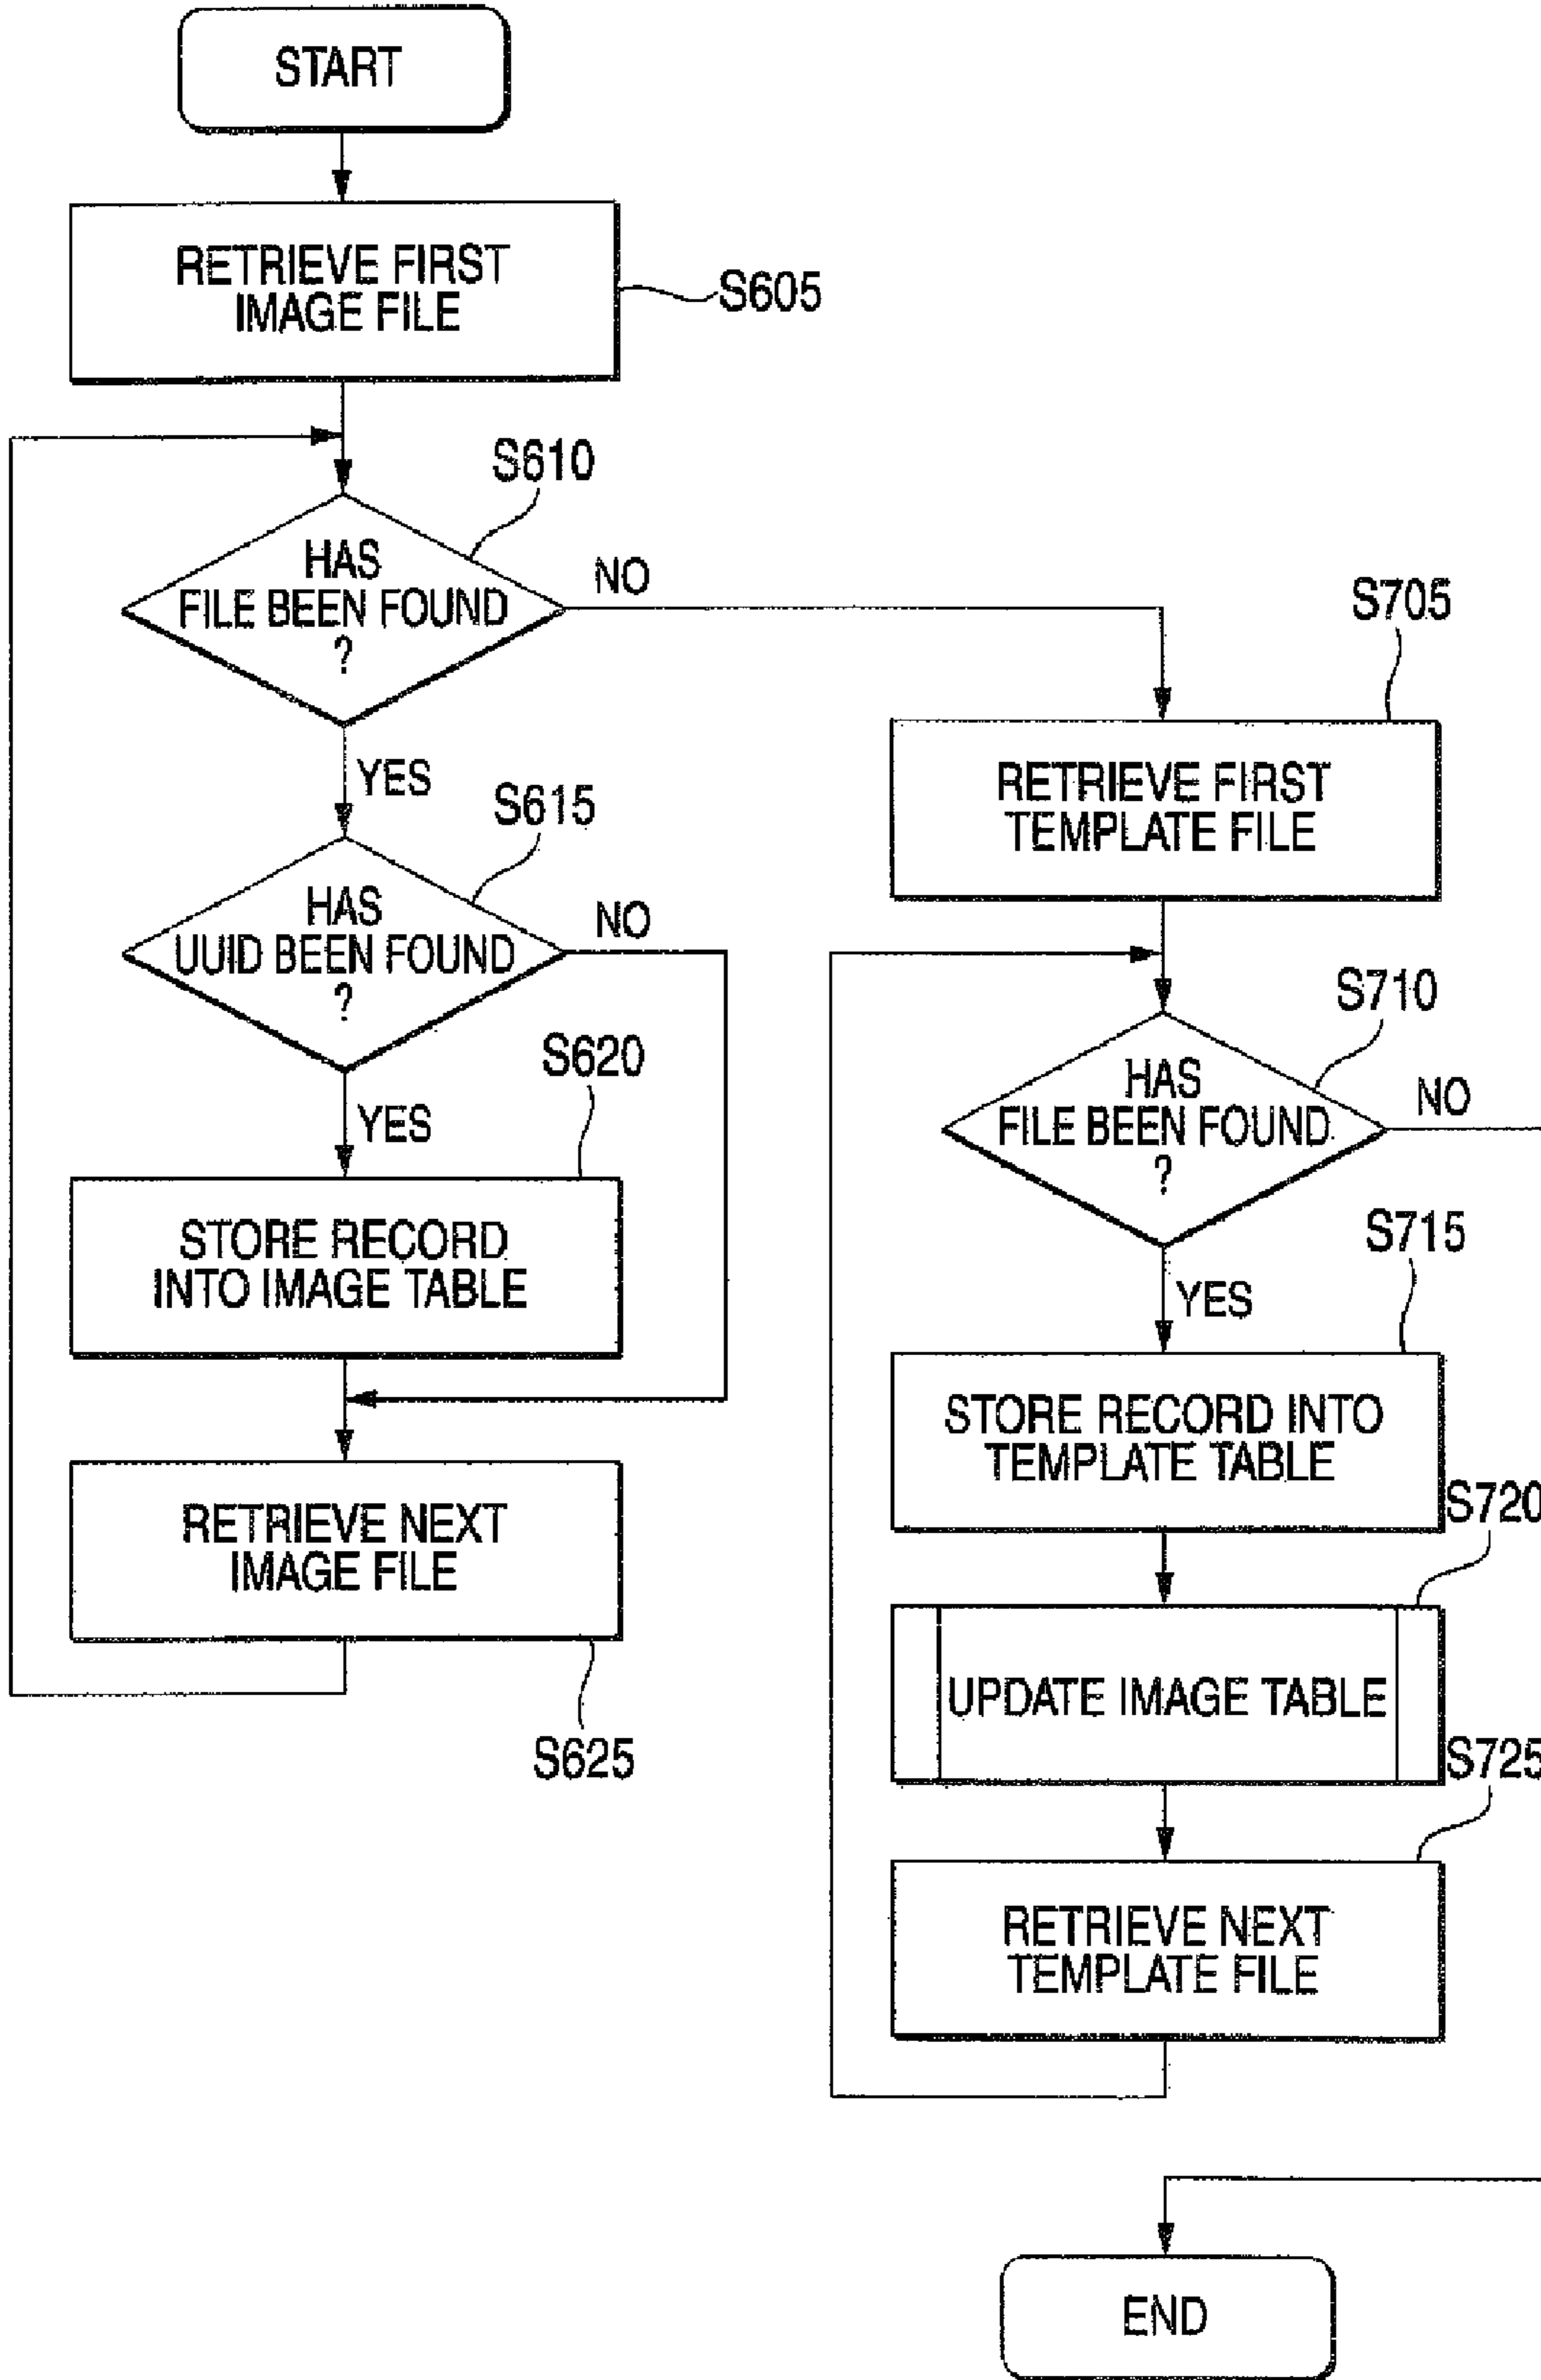 START
RETRIEVE FIRST
IMAGE FILE
S605
S610
HAS
FILE BEEN FOUND
?
NO
YES
S615
HAS
UUID BEEN FOUND
?
NO
YES
S620
STORE RECORD
INTO IMAGE TABLE
RETRIEVE NEXT
IMAGE FILE
S625
S705
RETRIEVE FIRST
TEMPLATE FILE
S710
HAS
FILE BEEN FOUND
?
NO
YES
S715
STORE RECORD INTO
TEMPLATE TABLE
S720
UPDATE IMAGE TABLE
S725
RETRIEVE NEXT
TEMPLATE FILE
END